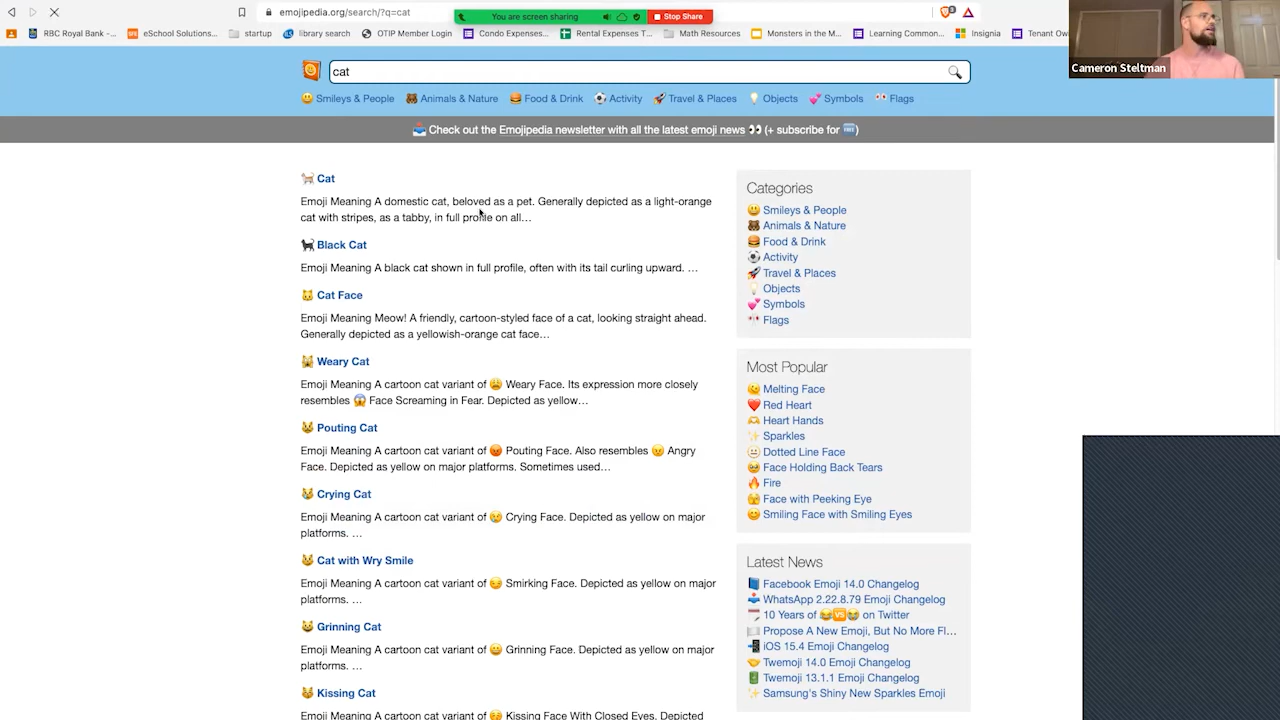 emojipedia.org/search/?q=cat
You are screen sharing
Stop Share
RBC Royal Bank -...
eSchool Solutions...
startup
library search
OTIP Member Login
Condo Expenses...
Rental Expenses T...
Math Resources
Monsters in the M...
Learning Common...
Insignia
Tenant Ow
Cameron Steltman
cat
Smileys & People
Animals & Nature
Food & Drink
Activity
Travel & Places
Objects
Symbols
Flags
Check out the Emojipedia newsletter with all the latest emoji news 👀 (+ subscribe for 🆓)
Cat
Emoji Meaning A domestic cat, beloved as a pet. Generally depicted as a light-orange
cat with stripes, as a tabby, in full profile on all…
Black Cat
Emoji Meaning A black cat shown in full profile, often with its tail curling upward. …
Cat Face
Emoji Meaning Meow! A friendly, cartoon-styled face of a cat, looking straight ahead.
Generally depicted as a yellowish-orange cat face…
Weary Cat
Emoji Meaning A cartoon cat variant of 😩 Weary Face. Its expression more closely
resembles 😱 Face Screaming in Fear. Depicted as yellow…
Pouting Cat
Emoji Meaning A cartoon cat variant of 😡 Pouting Face. Also resembles 😠 Angry
Face. Depicted as yellow on major platforms. Sometimes used…
Crying Cat
Emoji Meaning A cartoon cat variant of 😢 Crying Face. Depicted as yellow on major
platforms. …
Cat with Wry Smile
Emoji Meaning A cartoon cat variant of 😏 Smirking Face. Depicted as yellow on major
platforms. …
Grinning Cat
Emoji Meaning A cartoon cat variant of 😀 Grinning Face. Depicted as yellow on major
platforms. …
Kissing Cat
Emoji Meaning A cartoon cat variant of 😚 Kissing Face With Closed Eyes. Depicted
Categories
Smileys & People
Animals & Nature
Food & Drink
Activity
Travel & Places
Objects
Symbols
Flags
Most Popular
Melting Face
Red Heart
Heart Hands
Sparkles
Dotted Line Face
Face Holding Back Tears
Fire
Face with Peeking Eye
Smiling Face with Smiling Eyes
Latest News
Facebook Emoji 14.0 Changelog
WhatsApp 2.22.8.79 Emoji Changelog
10 Years of 😂🆚😭 on Twitter
Propose A New Emoji, But No More Fl…
iOS 15.4 Emoji Changelog
Twemoji 14.0 Emoji Changelog
Twemoji 13.1.1 Emoji Changelog
Samsung's Shiny New Sparkles Emoji